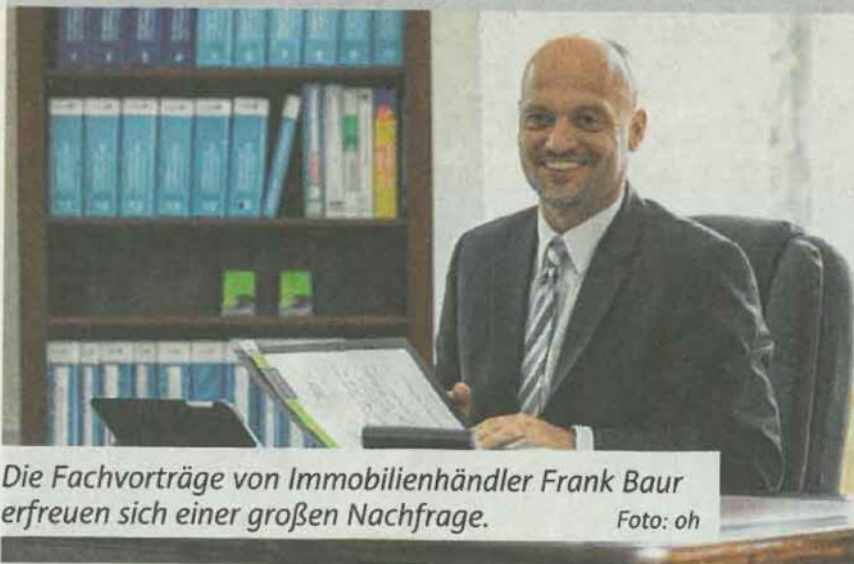 Die Fachvorträge von Immobilienhändler Frank Baur
erfreuen sich einer großen Nachfrage.
Foto: oh